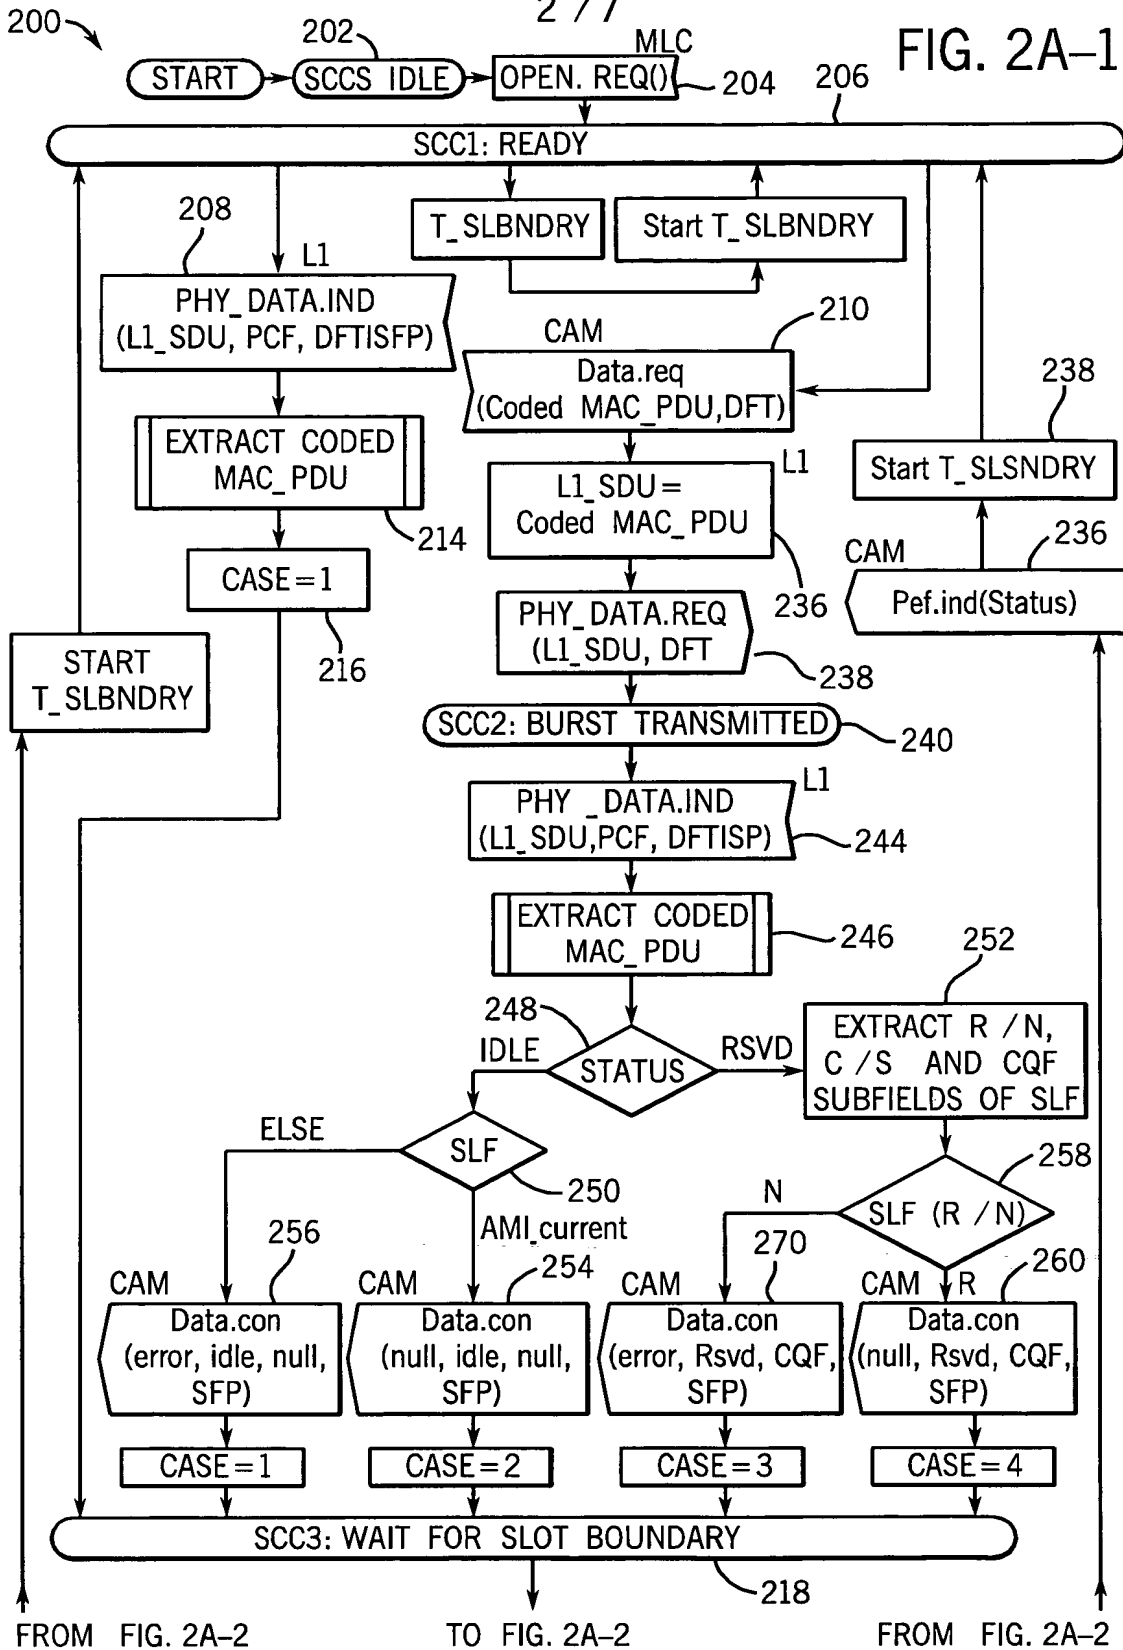 2 / 7
200
FIG. 2A–1
START
202
SCCS IDLE
MLC
OPEN. REQ()
204
206
SCC1: READY
208
L1
PHY_DATA.IND
(L1_SDU, PCF, DFTISFP)
T_SLBNDRY
Start T_SLBNDRY
210
CAM
Data.req
(Coded MAC_PDU,DFT)
238
Start T_SLSNDRY
EXTRACT CODED
MAC_PDU
214
L1
L1_SDU=
Coded MAC_PDU
236
CAM
236
Pef.ind(Status)
CASE=1
216
START
T_SLBNDRY
PHY_DATA.REQ
(L1_SDU, DFT
238
SCC2: BURST TRANSMITTED
240
L1
PHY _DATA.IND
(L1_SDU,PCF, DFTISP)
244
EXTRACT CODED
MAC_PDU
246
252
EXTRACT R /N,
C /S AND CQF
SUBFIELDS OF SLF
248
IDLE
STATUS
RSVD
ELSE
SLF
250
AMI_current
258
N
SLF (R /N)
R
256
CAM
Data.con
(error, idle, null,
SFP)
254
CAM
Data.con
(null, idle, null,
SFP)
270
CAM
Data.con
(error, Rsvd, CQF,
SFP)
260
CAM
Data.con
(null, Rsvd, CQF,
SFP)
CASE=1
CASE=2
CASE=3
CASE=4
SCC3: WAIT FOR SLOT BOUNDARY
218
FROM FIG. 2A–2
TO FIG. 2A–2
FROM FIG. 2A–2